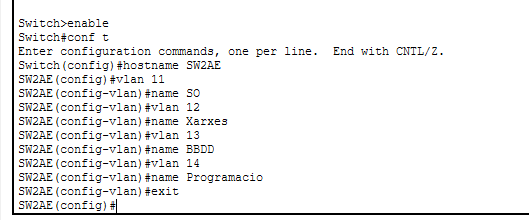 Switch>enable
Switch#conf t
Enter configuration commands, one per line.  End with CNTL/Z.
Switch(config)#hostname SW2AE
SW2AE(config)#vlan 11
SW2AE(config-vlan)#name SO
SW2AE(config-vlan)#vlan 12
SW2AE(config-vlan)#name Xarxes
SW2AE(config-vlan)#vlan 13
SW2AE(config-vlan)#name BBDD
SW2AE(config-vlan)#vlan 14
SW2AE(config-vlan)#name Programacio
SW2AE(config-vlan)#exit
SW2AE(config)#